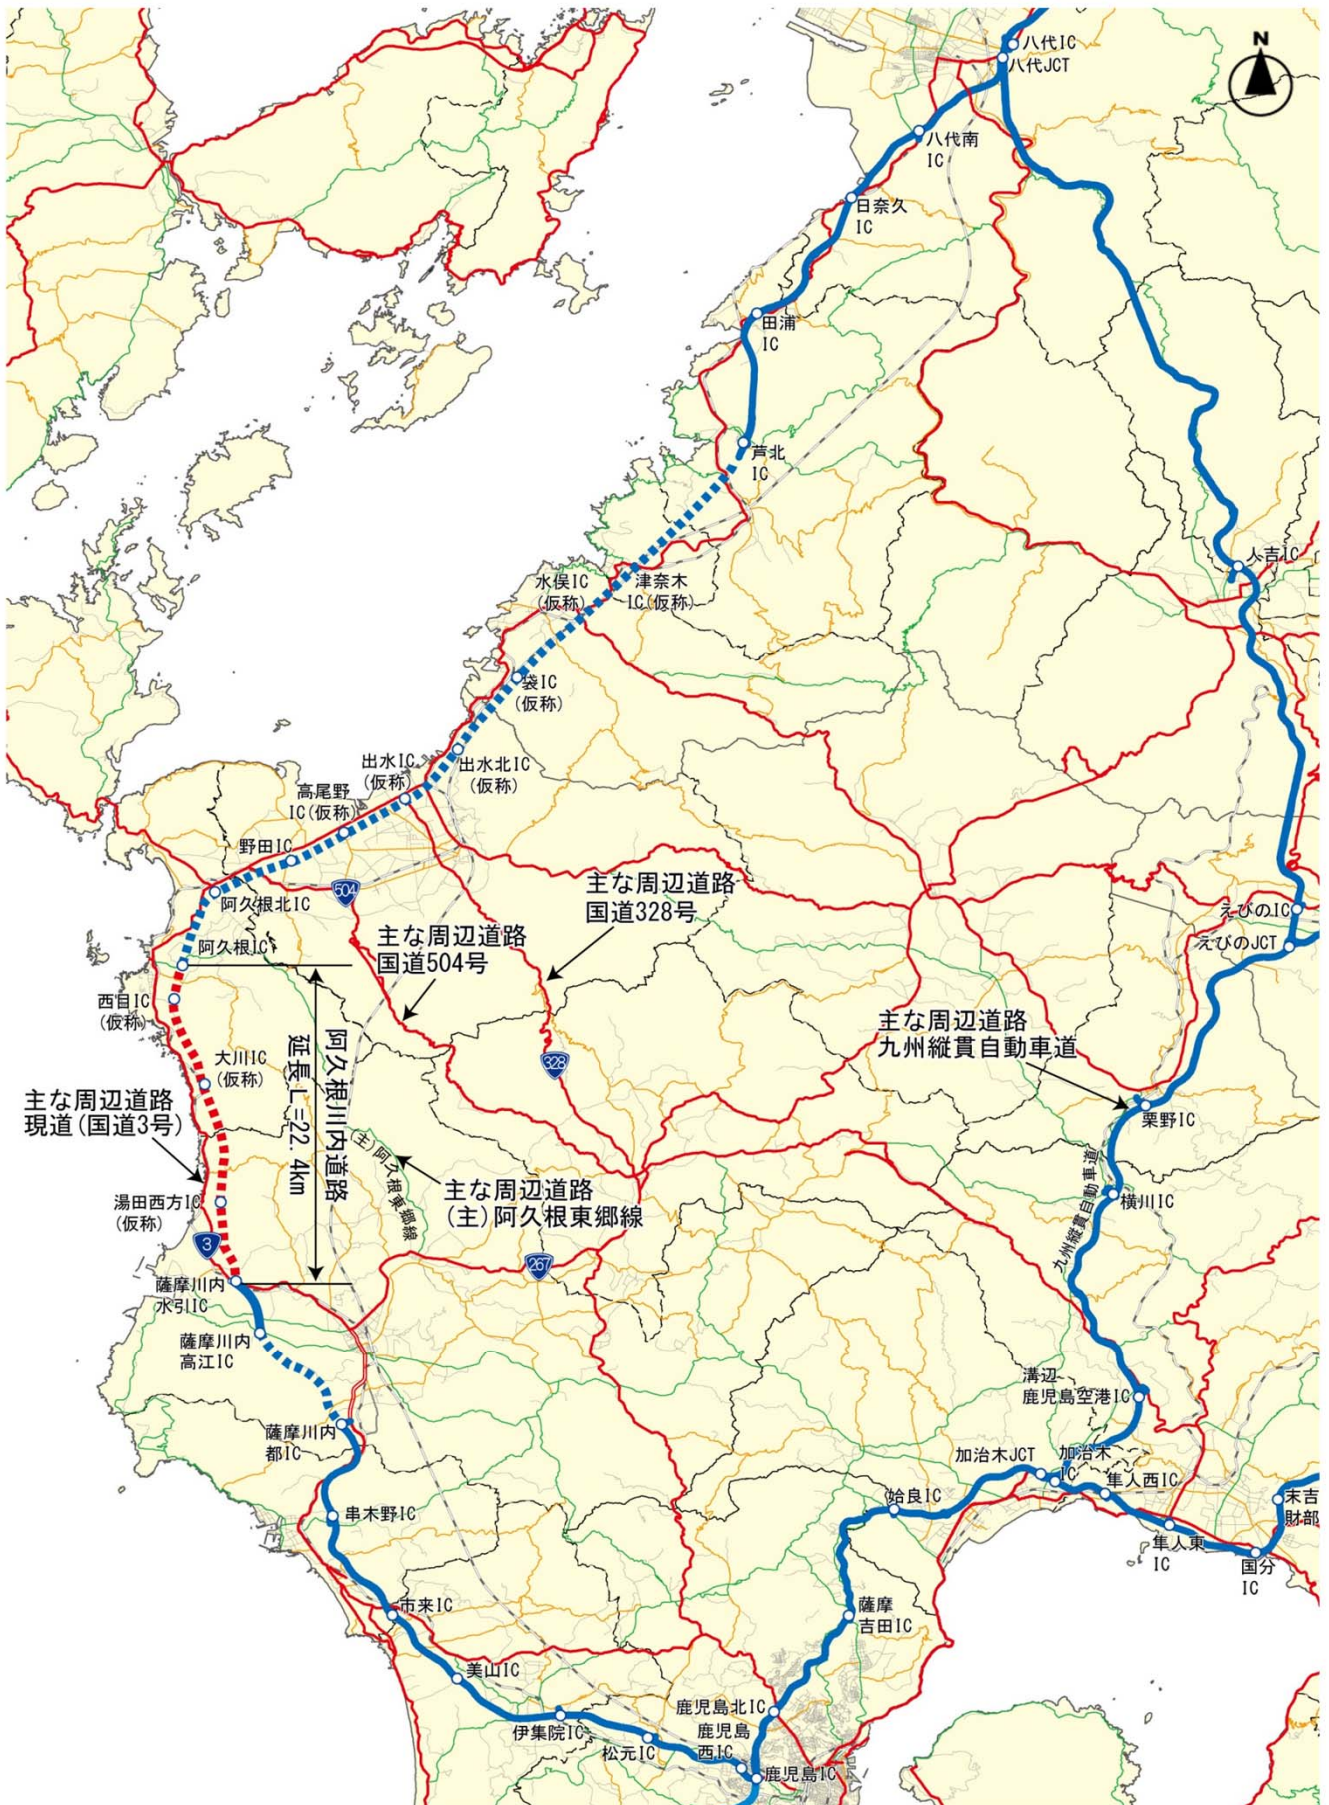 N
八代IC
八代JCT
八代南
IC
日奈久
IC
田浦
IC
芦北
IC
人吉IC
水俣IC
(仮称)
津奈木
IC(仮称)
袋IC
(仮称)
出水IC
(仮称)
出水北IC
(仮称)
高尾野
IC(仮称)
野田IC
阿久根北IC
504
主な周辺道路
国道328号
えびのIC
えびのJCT
主な周辺道路
国道504号
阿久根IC
西目IC
(仮称)
阿久根川内道路
延長L=22.4km
主な周辺道路
九州縦貫自動車道
大川IC
(仮称)
328
主な周辺道路
現道(国道3号)
栗野IC
(主)阿久根東郷線
主な周辺道路
(主)阿久根東郷線
九州縦貫自動車道
横川IC
湯田西方IC
(仮称)
3
267
薩摩川内
水引IC
薩摩川内
高江IC
溝辺
鹿児島空港IC
薩摩川内
都IC
加治木JCT
加治木
IC
隼人西IC
姶良IC
末吉
財部
串木野IC
隼人東
IC
国分
IC
市来IC
薩摩
吉田IC
美山IC
鹿児島北IC
伊集院IC
鹿児島
西IC
松元IC
鹿児島IC